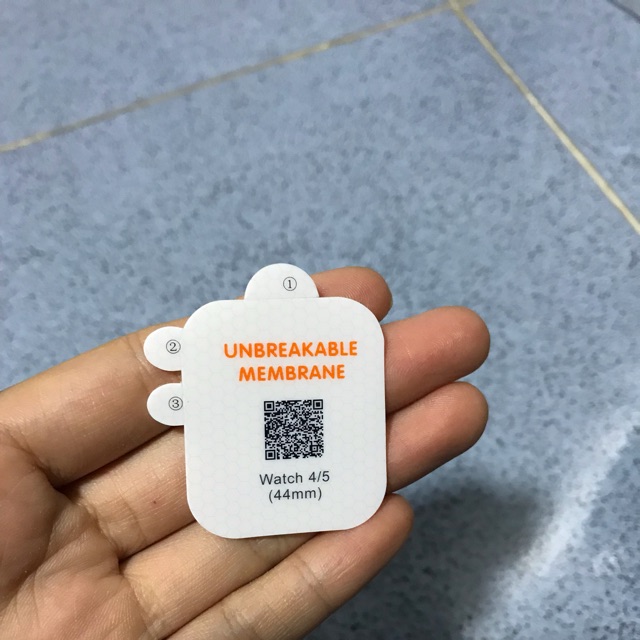 ①
UNBREAKABLE
MEMBRANE
②
③
Watch 4/5
(44mm)